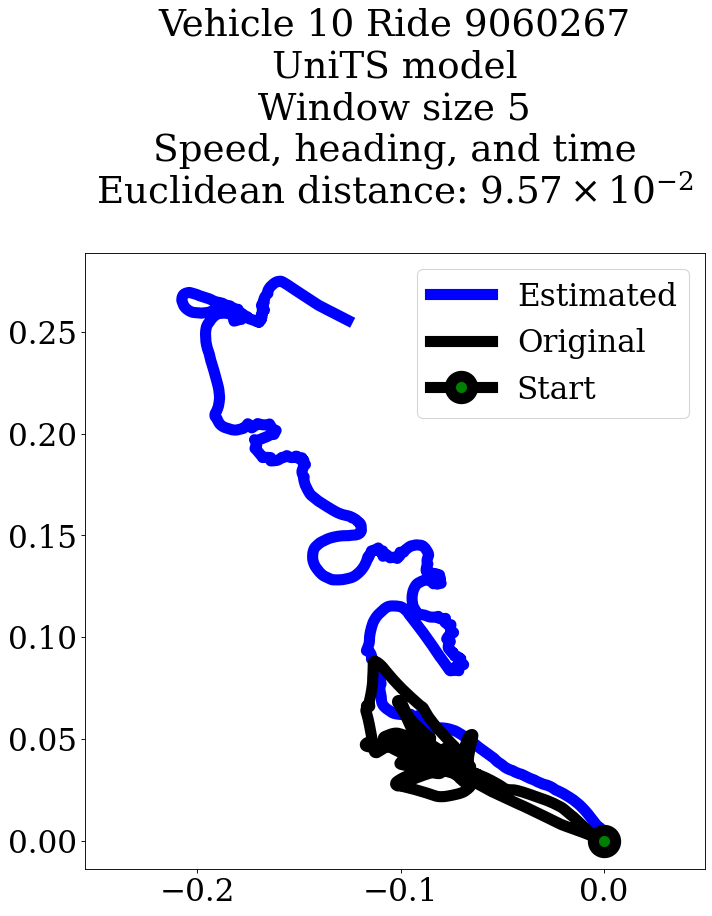 Vehicle 10 Ride 9060267
UniTS model
Window size 5
Speed, heading, and time
Euclidean distance: 9.57 × 10⁻²
Estimated
Original
Start
0.25
0.20
0.15
0.10
0.05
0.00
−0.2 −0.1 0.0